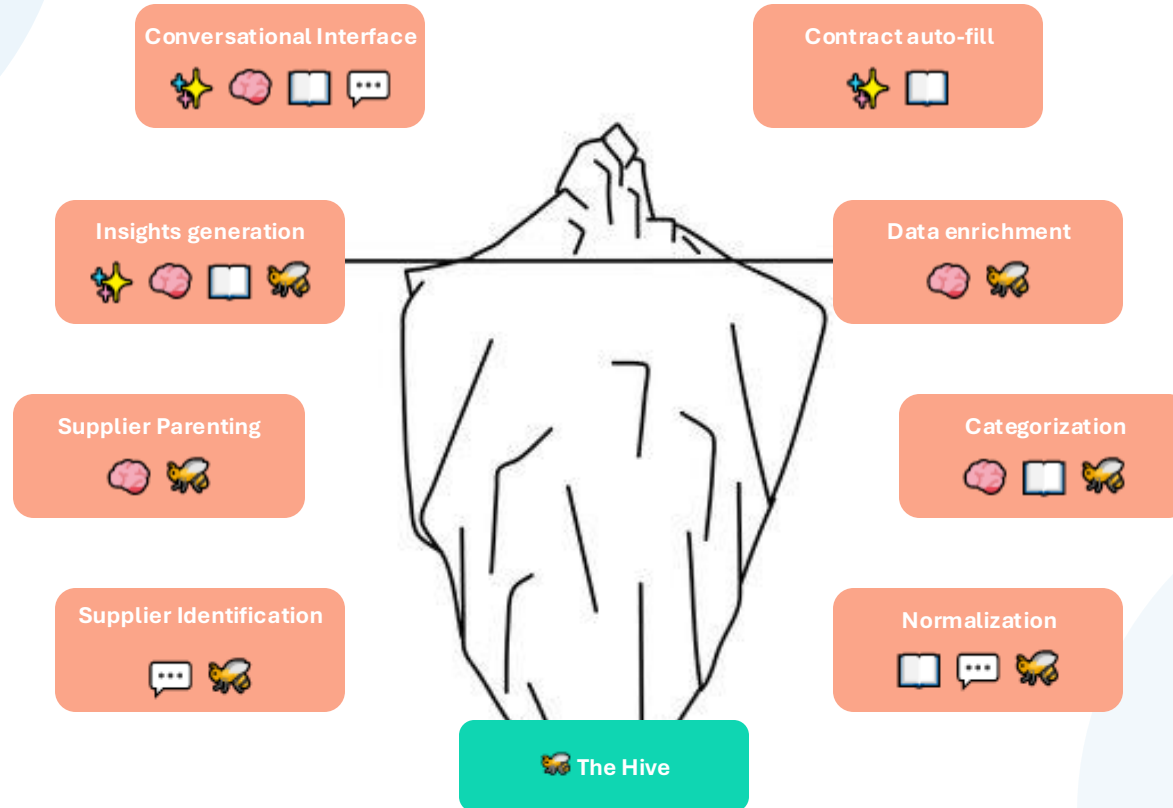 Conversational Interface
Contract auto-fill
Insights generation
Data enrichment
Supplier Parenting
Categorization
Supplier Identification
Normalization
The Hive